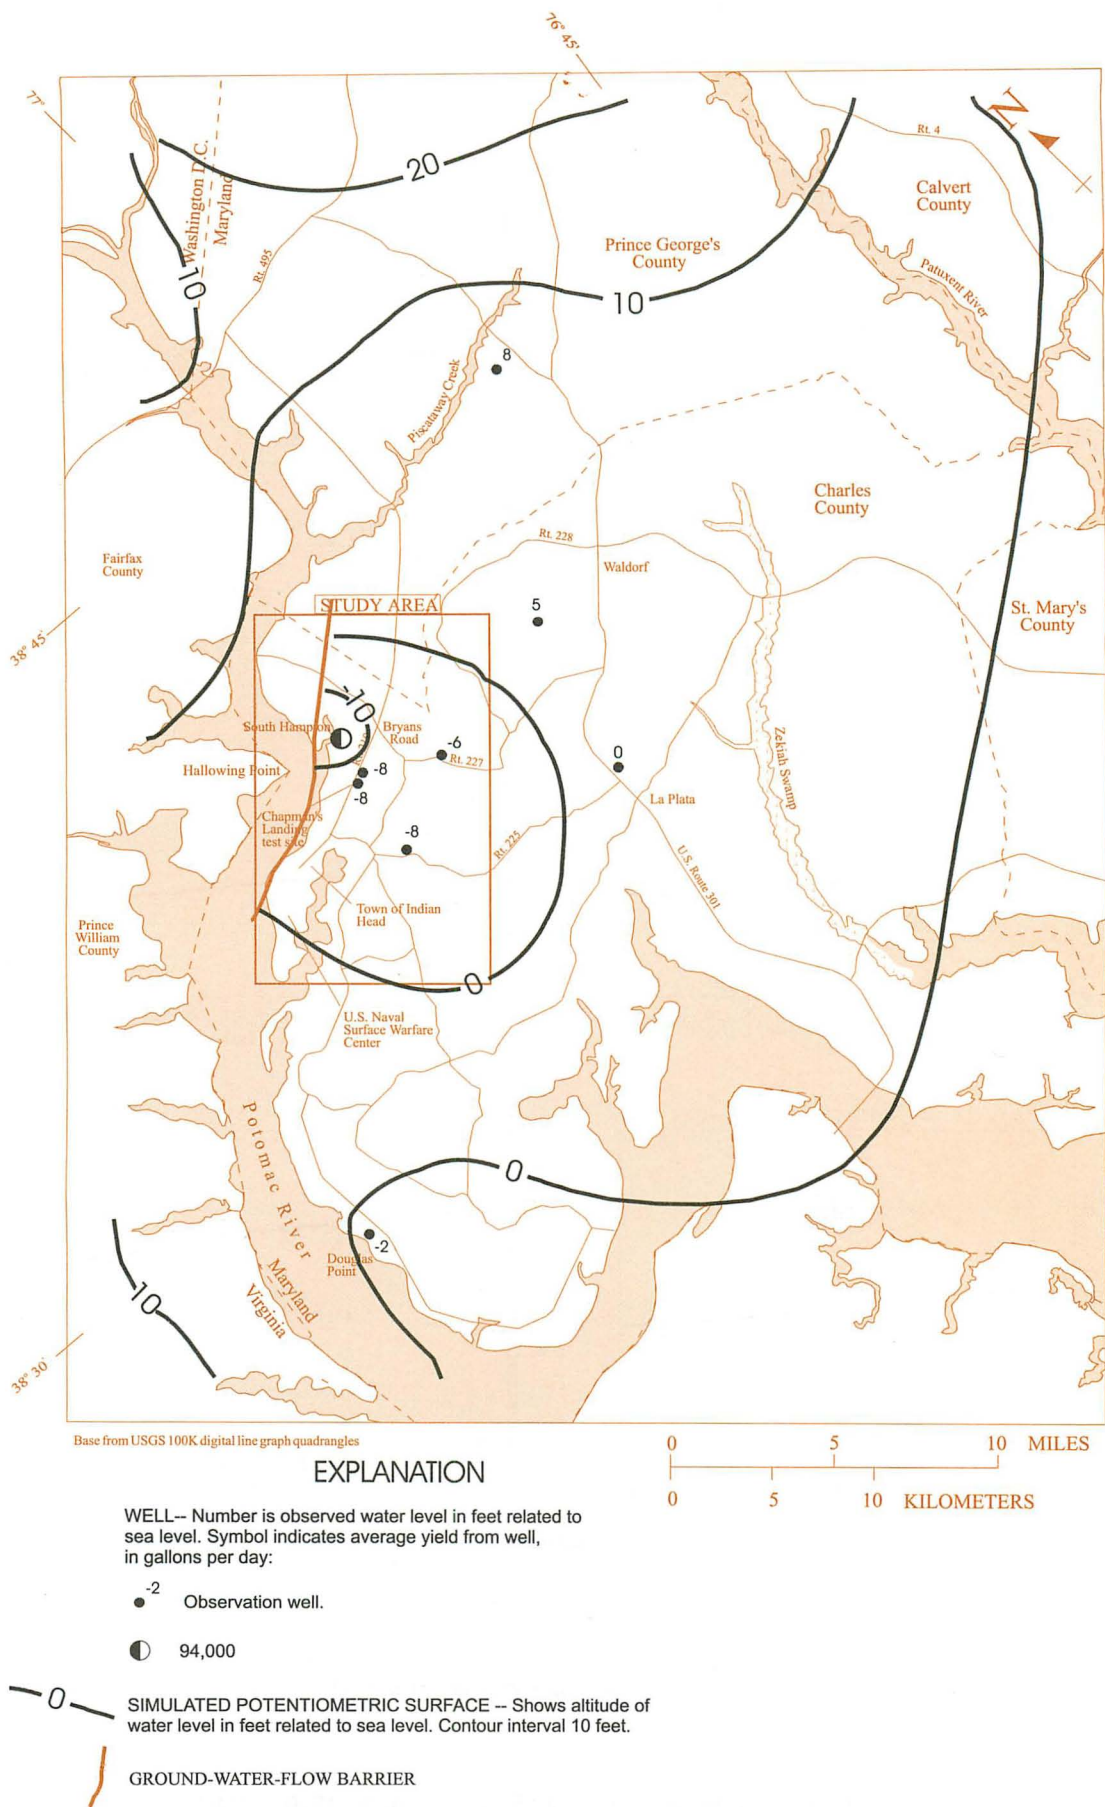 76° 45'
77°
N
Rt. 4
Washington D.C.
Maryland
20
Calvert
County
Rt. 495
Prince George's
County
10
Patuxent River
10
8
Piscataway Creek
Charles
County
Rt. 228
Fairfax
County
Waldorf
STUDY AREA
5
St. Mary's
County
38° 45'
-10
South Hampton
Bryans
Road
-6
Rt. 227
0
Zekiah Swamp
Hallowing Point
-8
-8
La Plata
Chapman's
Landing
test site
-8
Rt. 225
U.S. Route 301
Town of Indian
Head
Prince
William
County
0
U.S. Naval
Surface Warfare
Center
Potomac River
0
-2
Douglas
Point
Maryland
Virginia
10
38° 30'
Base from USGS 100K digital line graph quadrangles
0 5 10 MILES
0 5 10 KILOMETERS
EXPLANATION
WELL-- Number is observed water level in feet related to
sea level. Symbol indicates average yield from well,
in gallons per day:
-2 Observation well.
94,000
0
SIMULATED POTENTIOMETRIC SURFACE -- Shows altitude of
water level in feet related to sea level. Contour interval 10 feet.
GROUND-WATER-FLOW BARRIER